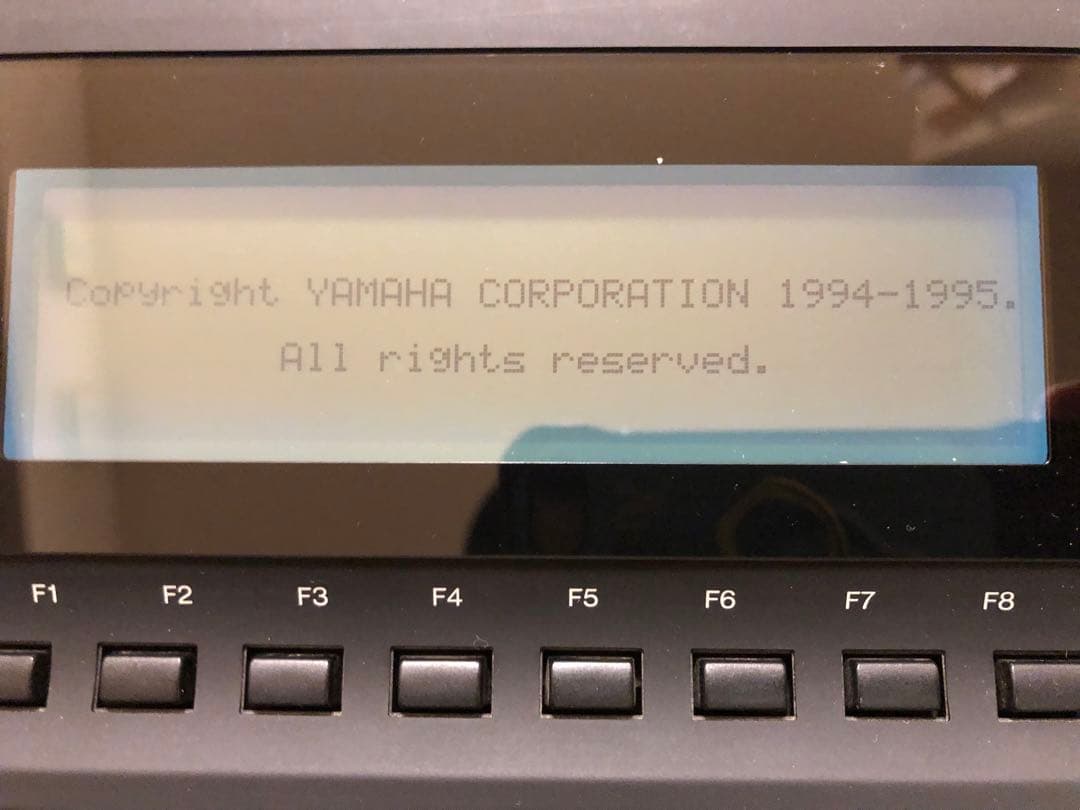 Copyright YAMAHA CORPORATION 1994-1995.
All rights reserved.
F1 F2 F3 F4 F5 F6 F7 F8